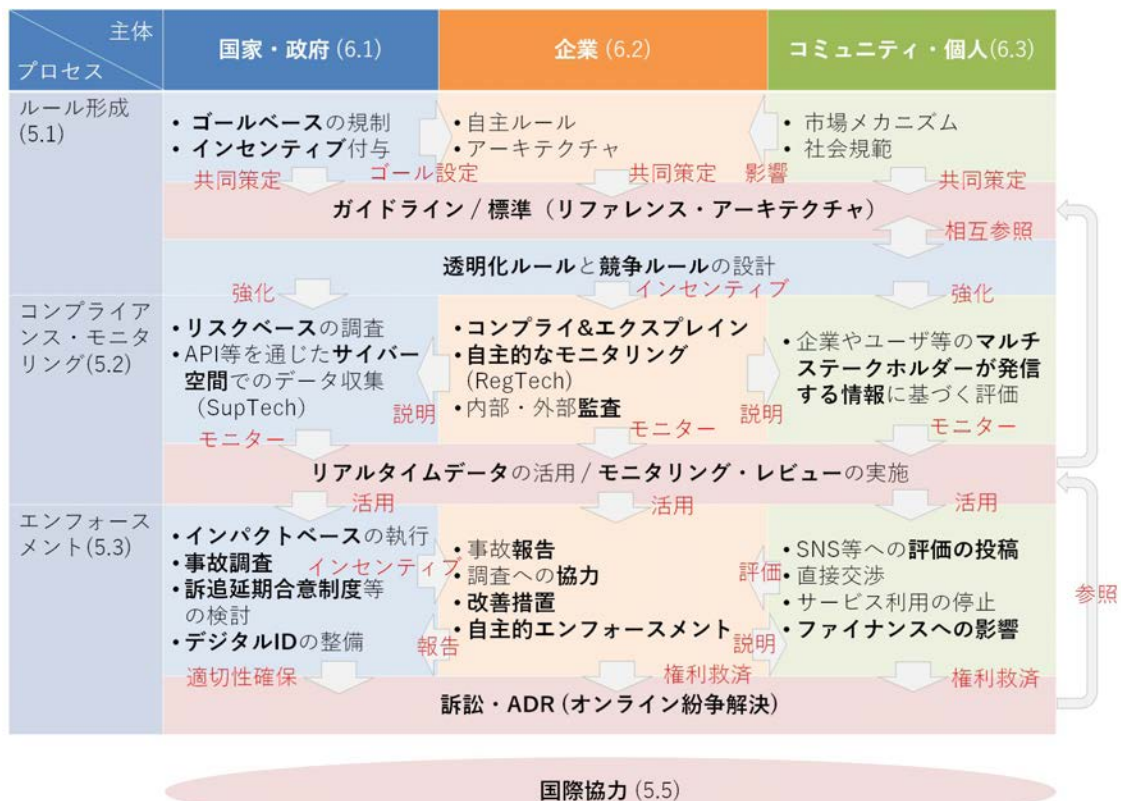 主体
プロセス
国家・政府 (6.1)
企業 (6.2)
コミュニティ・個人(6.3)
ルール形成
(5.1)
• ゴールベースの規制
• インセンティブ付与
• 自主ルール
• アーキテクチャ
• 市場メカニズム
• 社会規範
共同策定
ゴール設定
共同策定
影響
共同策定
ガイドライン / 標準（リファレンス・アーキテクチャ）
相互参照
透明化ルールと競争ルールの設計
強化
インセンティブ
強化
コンプライア
ンス・モニタ
リング(5.2)
• リスクベースの調査
• API等を通じたサイバー
空間でのデータ収集
（SupTech）
• コンプライ&エクスプレイン
• 自主的なモニタリング
(RegTech)
• 内部・外部監査
• 企業やユーザ等のマルチ
ステークホルダーが発信
する情報に基づく評価
説明
説明
モニター
モニター
モニター
リアルタイムデータの活用 / モニタリング・レビューの実施
活用
活用
活用
エンフォース
メント(5.3)
• インパクトベースの執行
• 事故調査
• 訴追延期合意制度等
の検討
• デジタルIDの整備
インセンティブ
• 事故報告
• 調査への協力
• 改善措置
• 自主的エンフォースメント
評価
• SNS等への評価の投稿
• 直接交渉
• サービス利用の停止
• ファイナンスへの影響
参照
報告
説明
適切性確保
権利救済
権利救済
訴訟・ADR (オンライン紛争解決)
国際協力 (5.5)